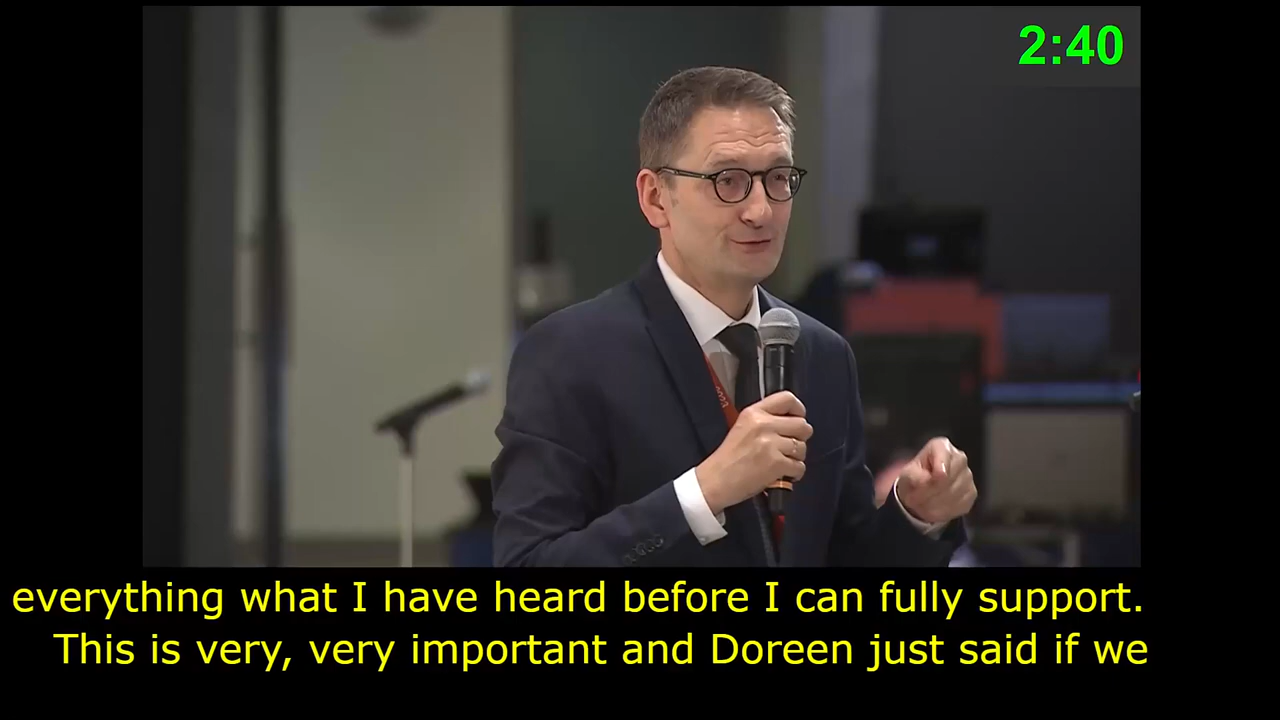 2:40
everything what I have heard before I can fully support.
This is very, very important and Doreen just said if we